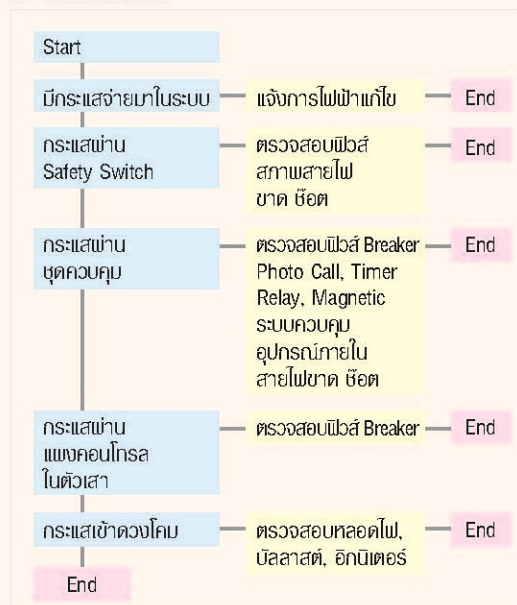 Start
มีกระแสจ่ายมาในระบบ
แจ้งการไฟฟ้าแก้ไข
End
กระแสผ่าน
Safety Switch
ตรวจสอบฟิวส์
สภาพสายไฟ
ขาด ช๊อต
End
กระแสผ่าน
ชุดควบคุม
ตรวจสอบฟิวส์ Breaker
Photo Call, Timer
Relay, Magnetic
ระบบควบคุม
อุปกรณ์ภายใน
สายไฟขาด ช๊อต
End
กระแสผ่าน
แผงคอนโทรล
ในตัวเสา
ตรวจสอบฟิวส์ Breaker
End
กระแสเข้าดวงโคม
ตรวจสอบหลอดไฟ,
บัลลาสต์, อิกนิเตอร์
End
End